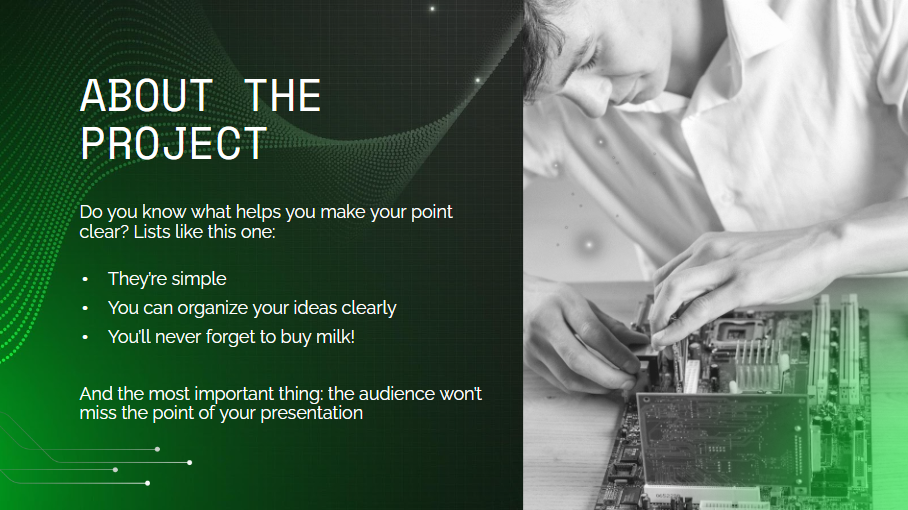 ABOUT THE
PROJECT
Do you know what helps you make your point
clear? Lists like this one:
• They're simple
• You can organize your ideas clearly
• You'll never forget to buy milk!
And the most important thing: the audience won't
miss the point of your presentation